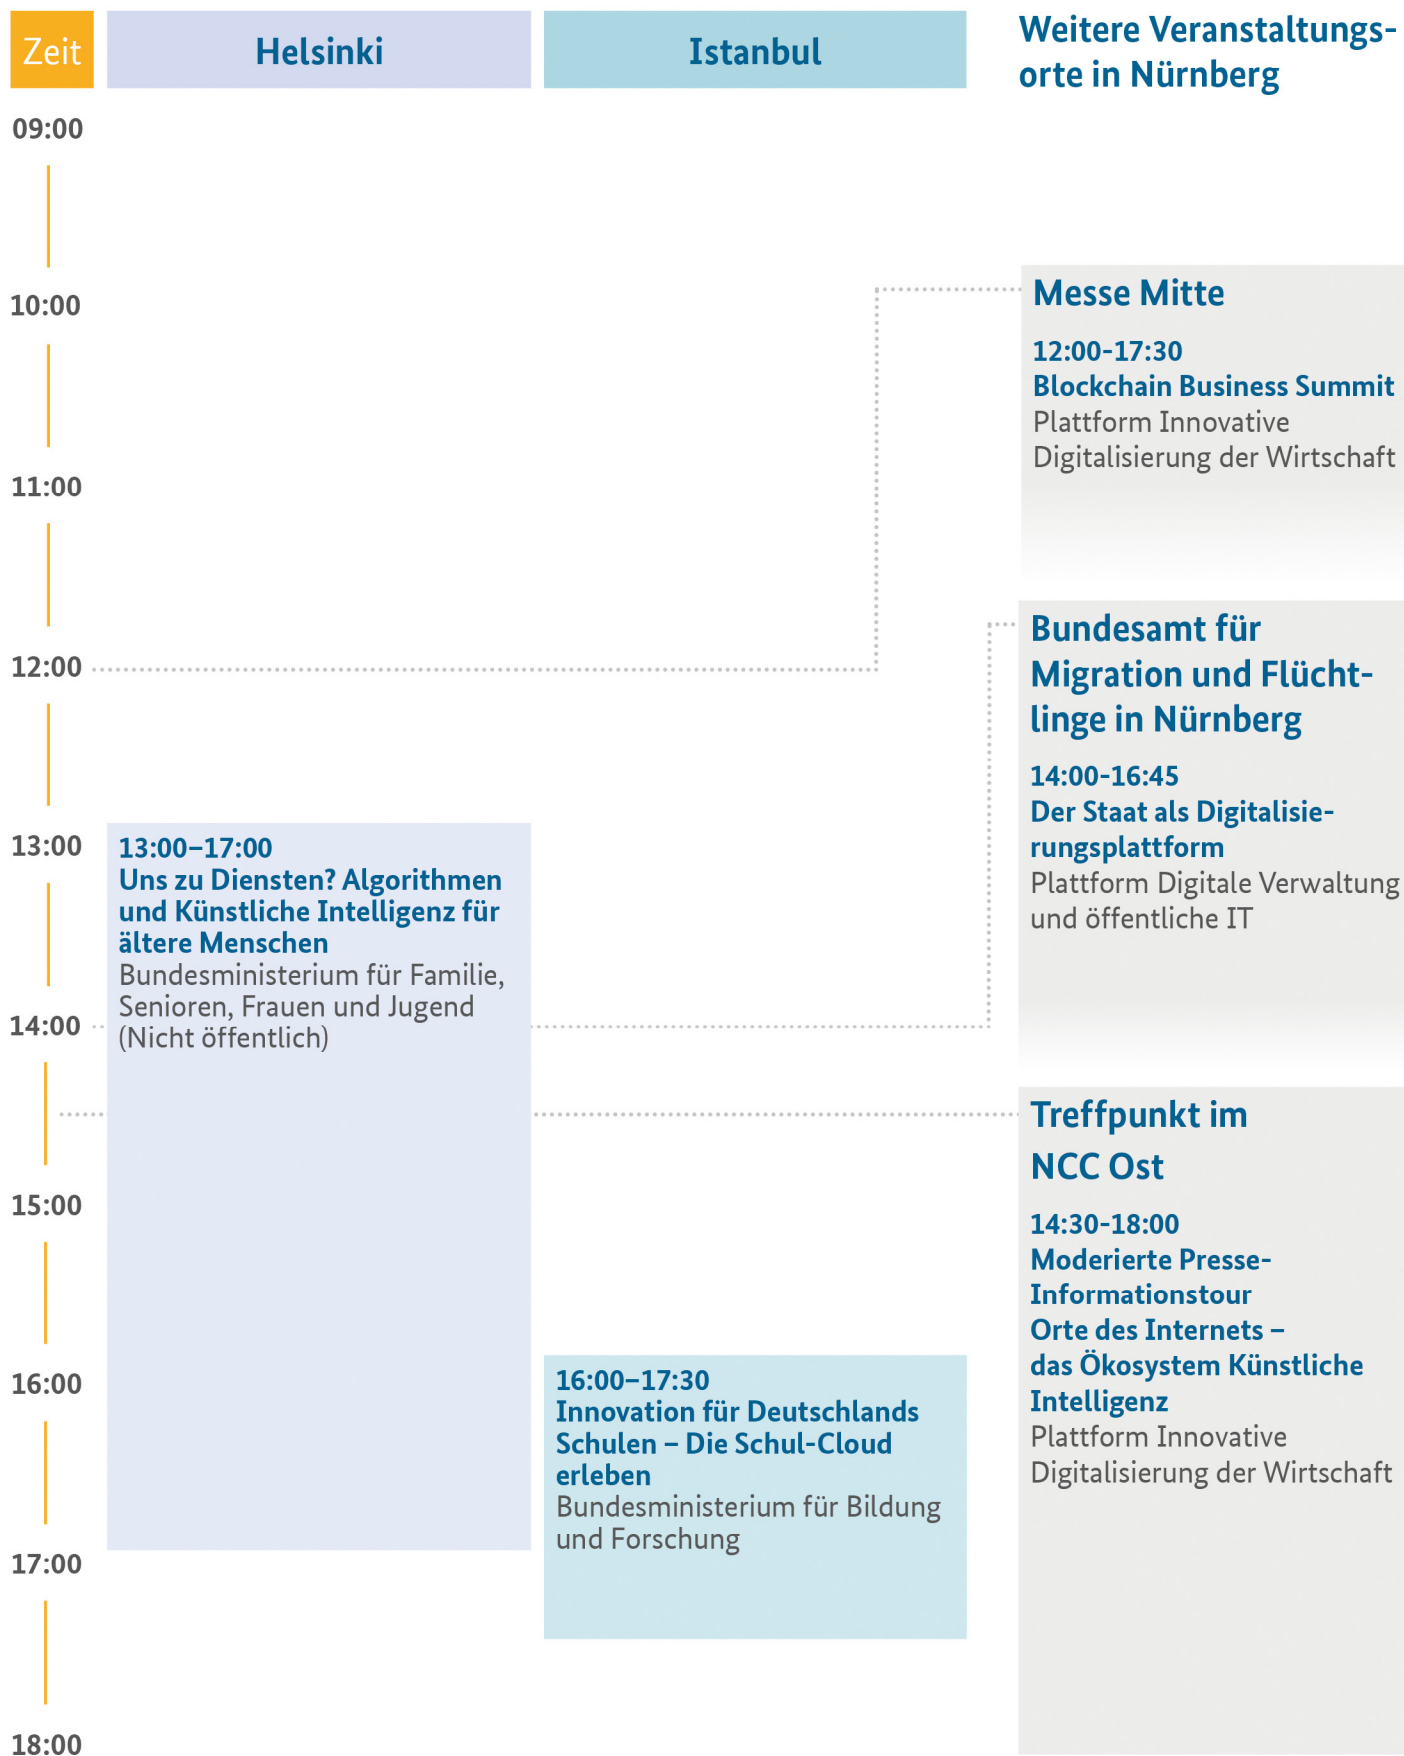 Zeit
Helsinki
Istanbul
Weitere Veranstaltungs-
orte in Nürnberg
09:00
10:00
11:00
12:00
13:00
14:00
15:00
16:00
17:00
18:00
13:00–17:00
Uns zu Diensten? Algorithmen
und Künstliche Intelligenz für
ältere Menschen
Bundesministerium für Familie,
Senioren, Frauen und Jugend
(Nicht öffentlich)
16:00–17:30
Innovation für Deutschlands
Schulen – Die Schul-Cloud
erleben
Bundesministerium für Bildung
und Forschung
Messe Mitte
12:00-17:30
Blockchain Business Summit
Plattform Innovative
Digitalisierung der Wirtschaft
Bundesamt für
Migration und Flücht-
linge in Nürnberg
14:00-16:45
Der Staat als Digitalisie-
rungsplattform
Plattform Digitale Verwaltung
und öffentliche IT
Treffpunkt im
NCC Ost
14:30-18:00
Moderierte Presse-
Informationstour
Orte des Internets –
das Ökosystem Künstliche
Intelligenz
Plattform Innovative
Digitalisierung der Wirtschaft